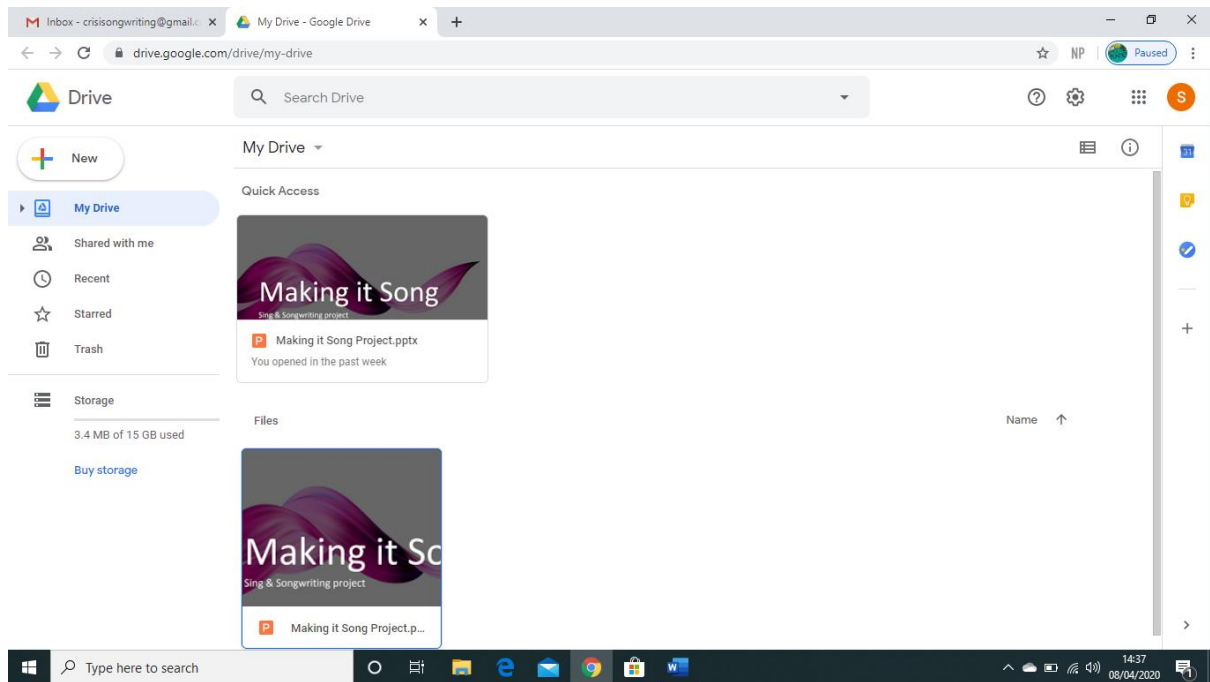 Inbox - crisisongwriting@gmail.c
My Drive - Google Drive
drive.google.com/drive/my-drive
NP
Paused
Drive
Search Drive
S
New
My Drive
31
Quick Access
My Drive
Shared with me
Recent
Starred
Trash
Making it Song
Sing & Songwriting project
P Making it Song Project.pptx
You opened in the past week
Storage
3.4 MB of 15 GB used
Buy storage
Files
Name
Making it So
Sing & Songwriting project
P Making it Song Project.p...
Type here to search
W
14:37
08/04/2020
1